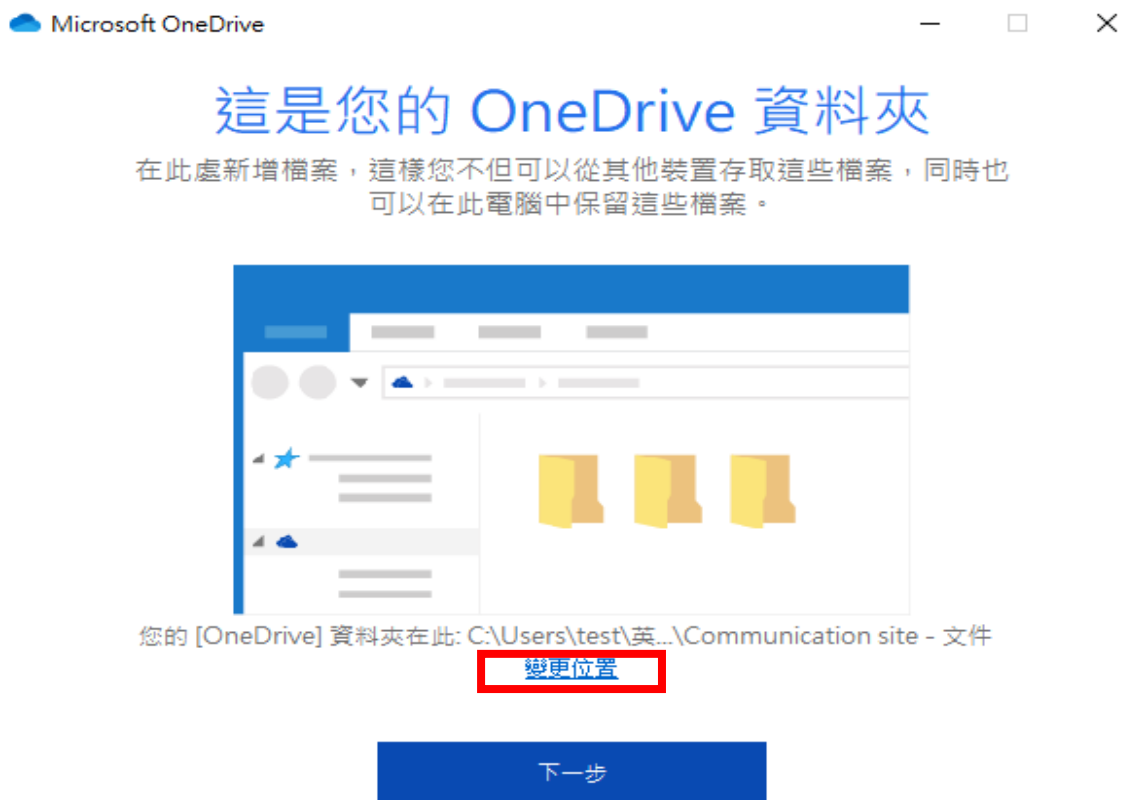 Microsoft OneDrive
這是您的 OneDrive 資料夾
在此處新增檔案，這樣您不但可以從其他裝置存取這些檔案，同時也
可以在此電腦中保留這些檔案。
您的 [OneDrive] 資料夾在此: C:\Users\test\英...\Communication site - 文件
變更位置
下一步